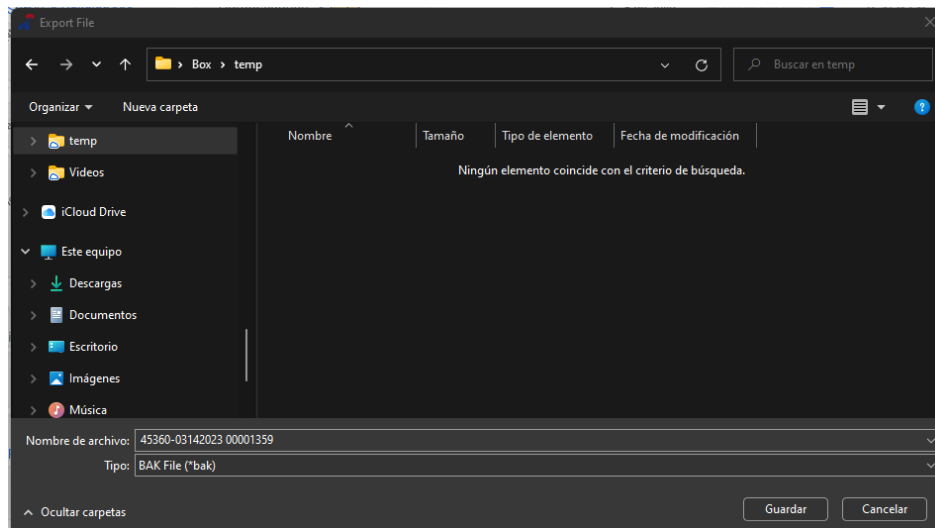 Export File
Box > temp
Buscar en temp
Organizar
Nueva carpeta
Nombre
Tamaño
Tipo de elemento
Fecha de modificación
Ningún elemento coincide con el criterio de búsqueda.
temp
Videos
iCloud Drive
Este equipo
Descargas
Documentos
Escritorio
Imágenes
Música
Nombre de archivo: 45360-03142023 00001359
Tipo: BAK File (*bak)
Ocultar carpetas
Guardar
Cancelar